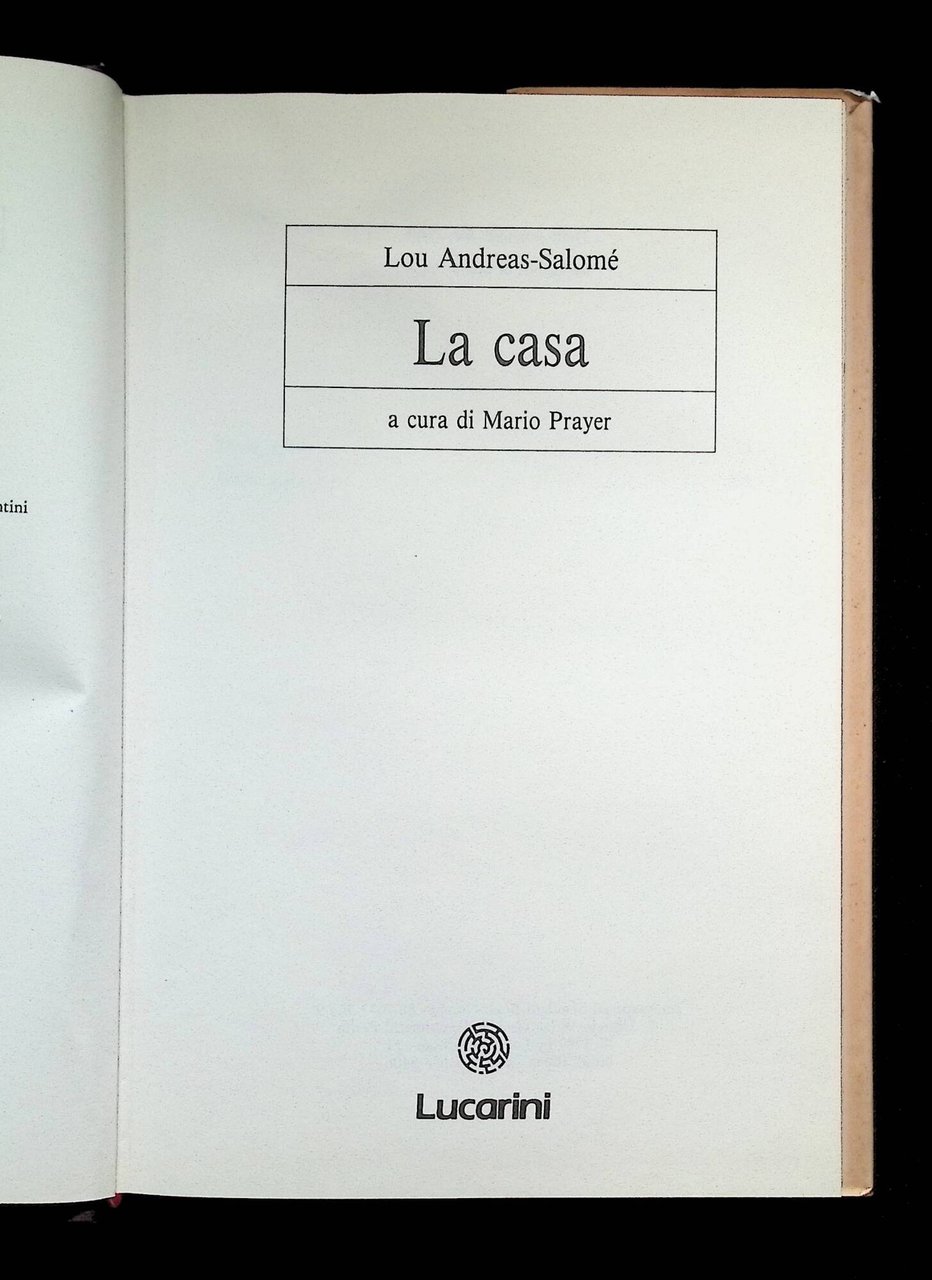 Lou Andreas-Salomé
La casa
a cura di Mario Prayer
Lucarini